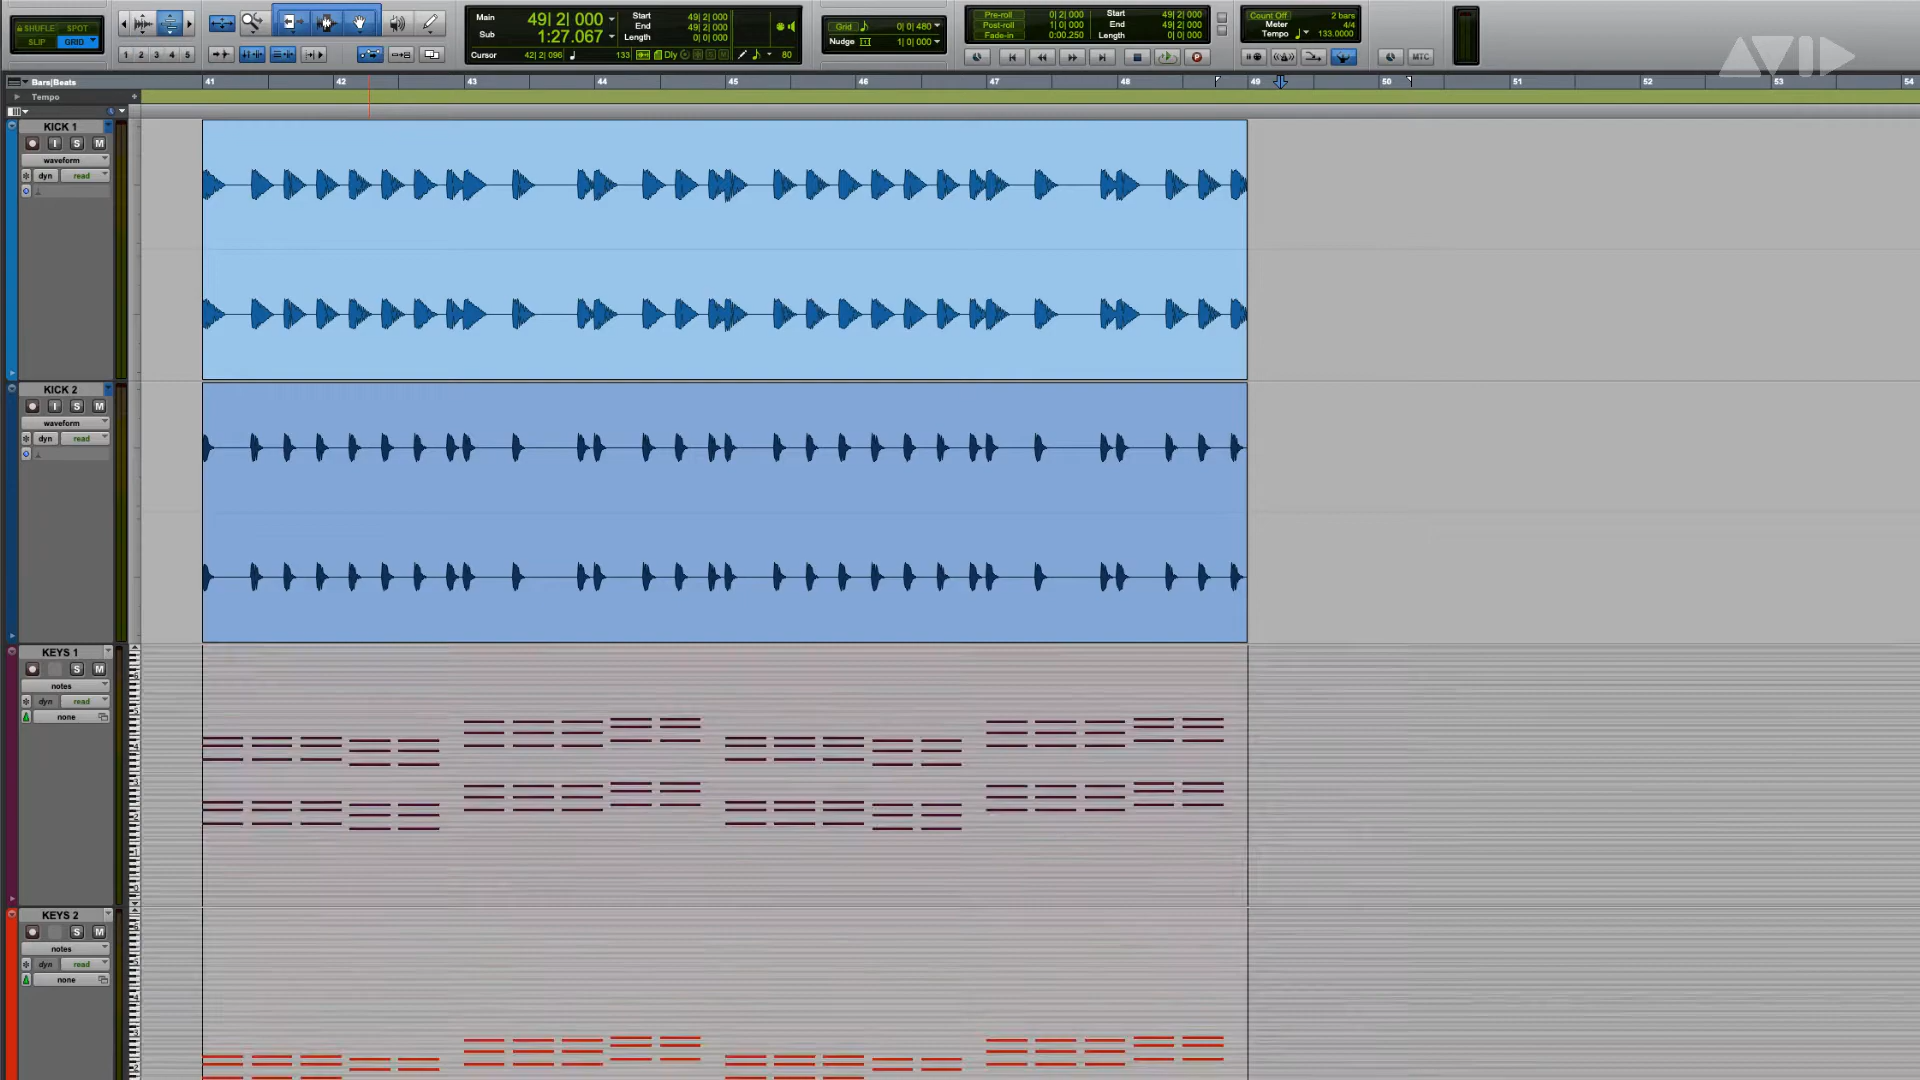 SHUFFLE SPOT
SLIP GRID
1 2 3 4 5
Main 49| 2| 000
Sub 1:27.067
Start 49| 2| 000
End 49| 2| 000
Length 0| 0| 000
Cursor 42| 2| 096 133 Dly 80
Grid 0| 0| 480
Nudge 1| 0| 000
Pre-roll 0| 2| 000 Start 49| 2| 000
Post-roll 1| 0| 000 End 49| 2| 000
Fade-in 0:00.250 Length 0| 0| 000
Count Off 2 bars
Meter 4/4
Tempo 133.0000
MTC
AVID
Bars|Beats 41 42 43 44 45 46 47 48 49 50 51 52 53 54
Tempo +
KICK 1
I S M
waveform
dyn read
KICK 2
I S M
waveform
dyn read
KEYS 1
S M
notes
dyn read
none
KEYS 2
S M
notes
dyn read
none